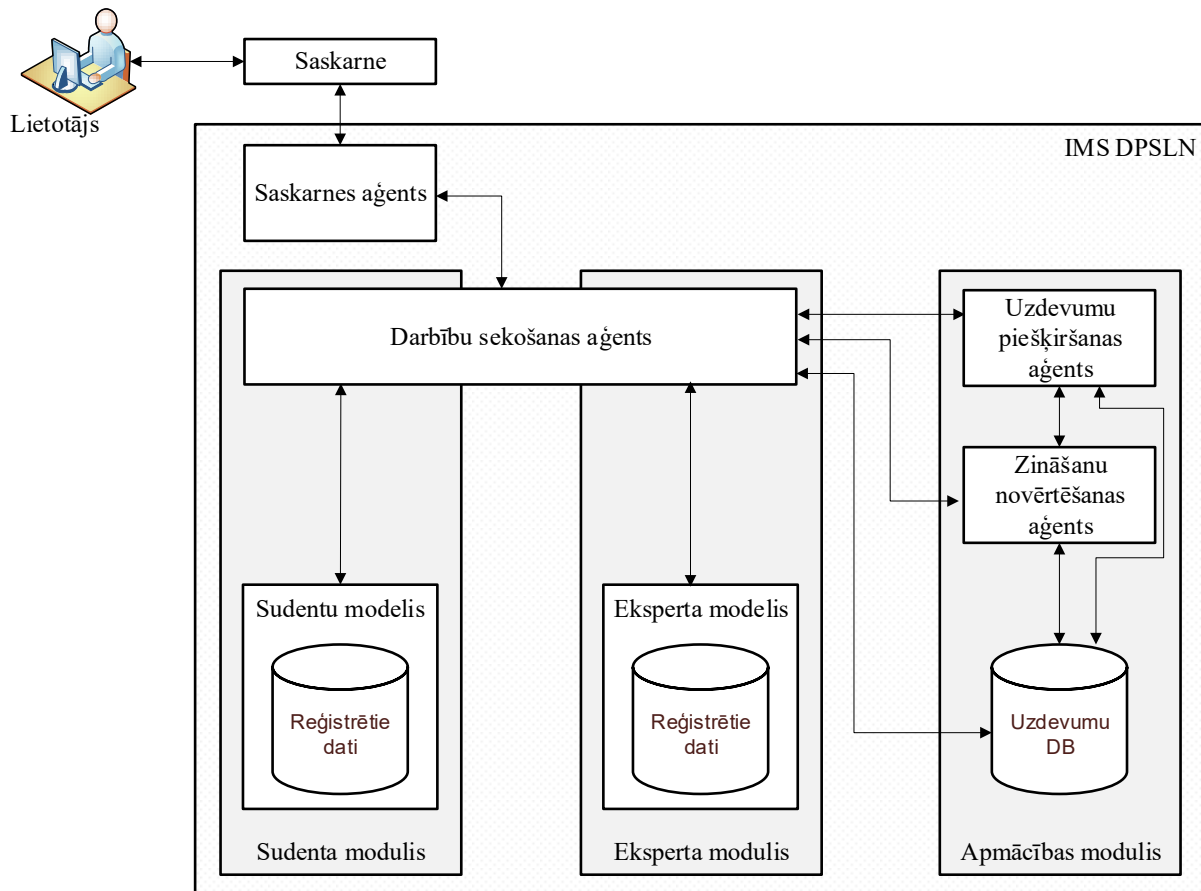 Saskarne
Lietotājs
IMS DPSLN
Saskarnes aģents
Darbību sekošanas aģents
Uzdevumu
piešķiršanas
aģents
Zināšanu
novērtēšanas
aģents
Sudentu modelis
Reģistrētie
dati
Eksperta modelis
Reģistrētie
dati
Uzdevumu
DB
Sudenta modulis
Eksperta modulis
Apmācības modulis